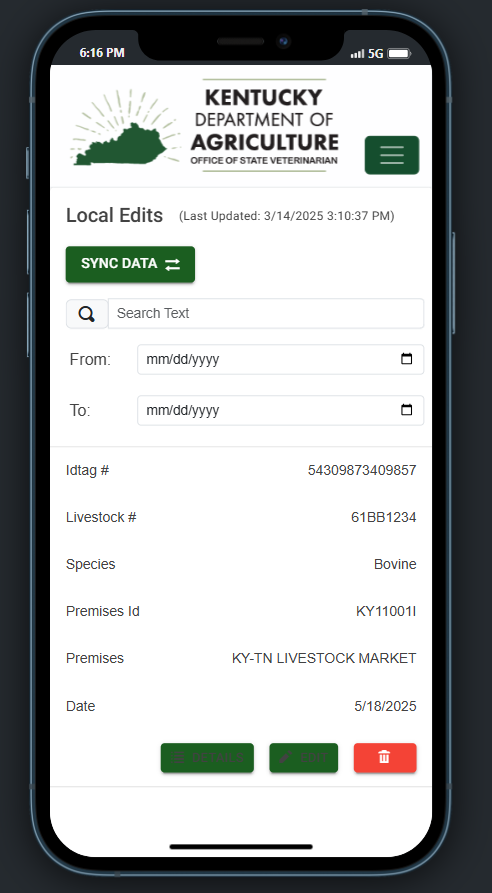 6:16 PM
5G
KENTUCKY
DEPARTMENT OF
AGRICULTURE
OFFICE OF STATE VETERINARIAN
Local Edits (Last Updated: 3/14/2025 3:10:37 PM)
SYNC DATA
Search Text
From: mm/dd/yyyy
To: mm/dd/yyyy
Idtag # 54309873409857
Livestock # 61BB1234
Species Bovine
Premises Id KY11001I
Premises KY-TN LIVESTOCK MARKET
Date 5/18/2025